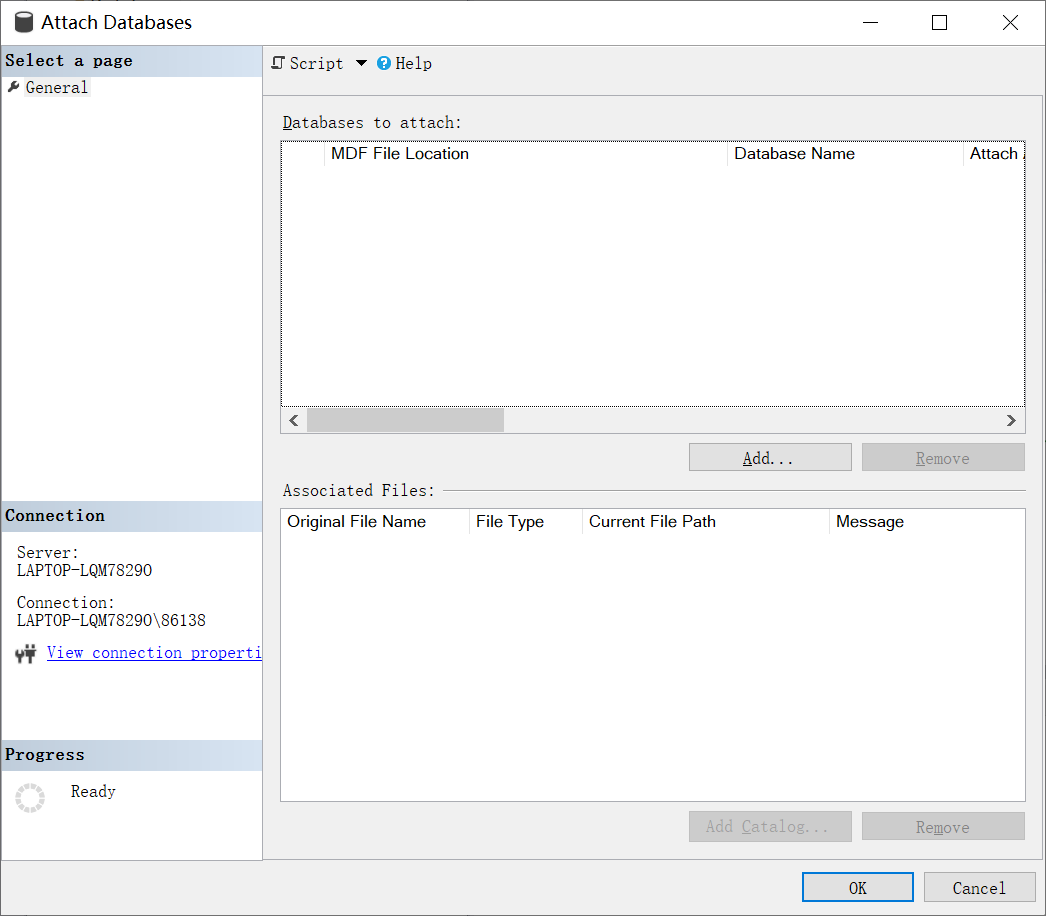 Attach Databases
Select a page
General
Script
Help
Databases to attach:
MDF File Location Database Name Attach
Add... Remove
Associated Files:
Original File Name File Type Current File Path Message
Connection
Server:
LAPTOP-LQM7829O
Connection:
LAPTOP-LQM7829O\86138
View connection properti
Progress
Ready
Add Catalog... Remove
OK Cancel